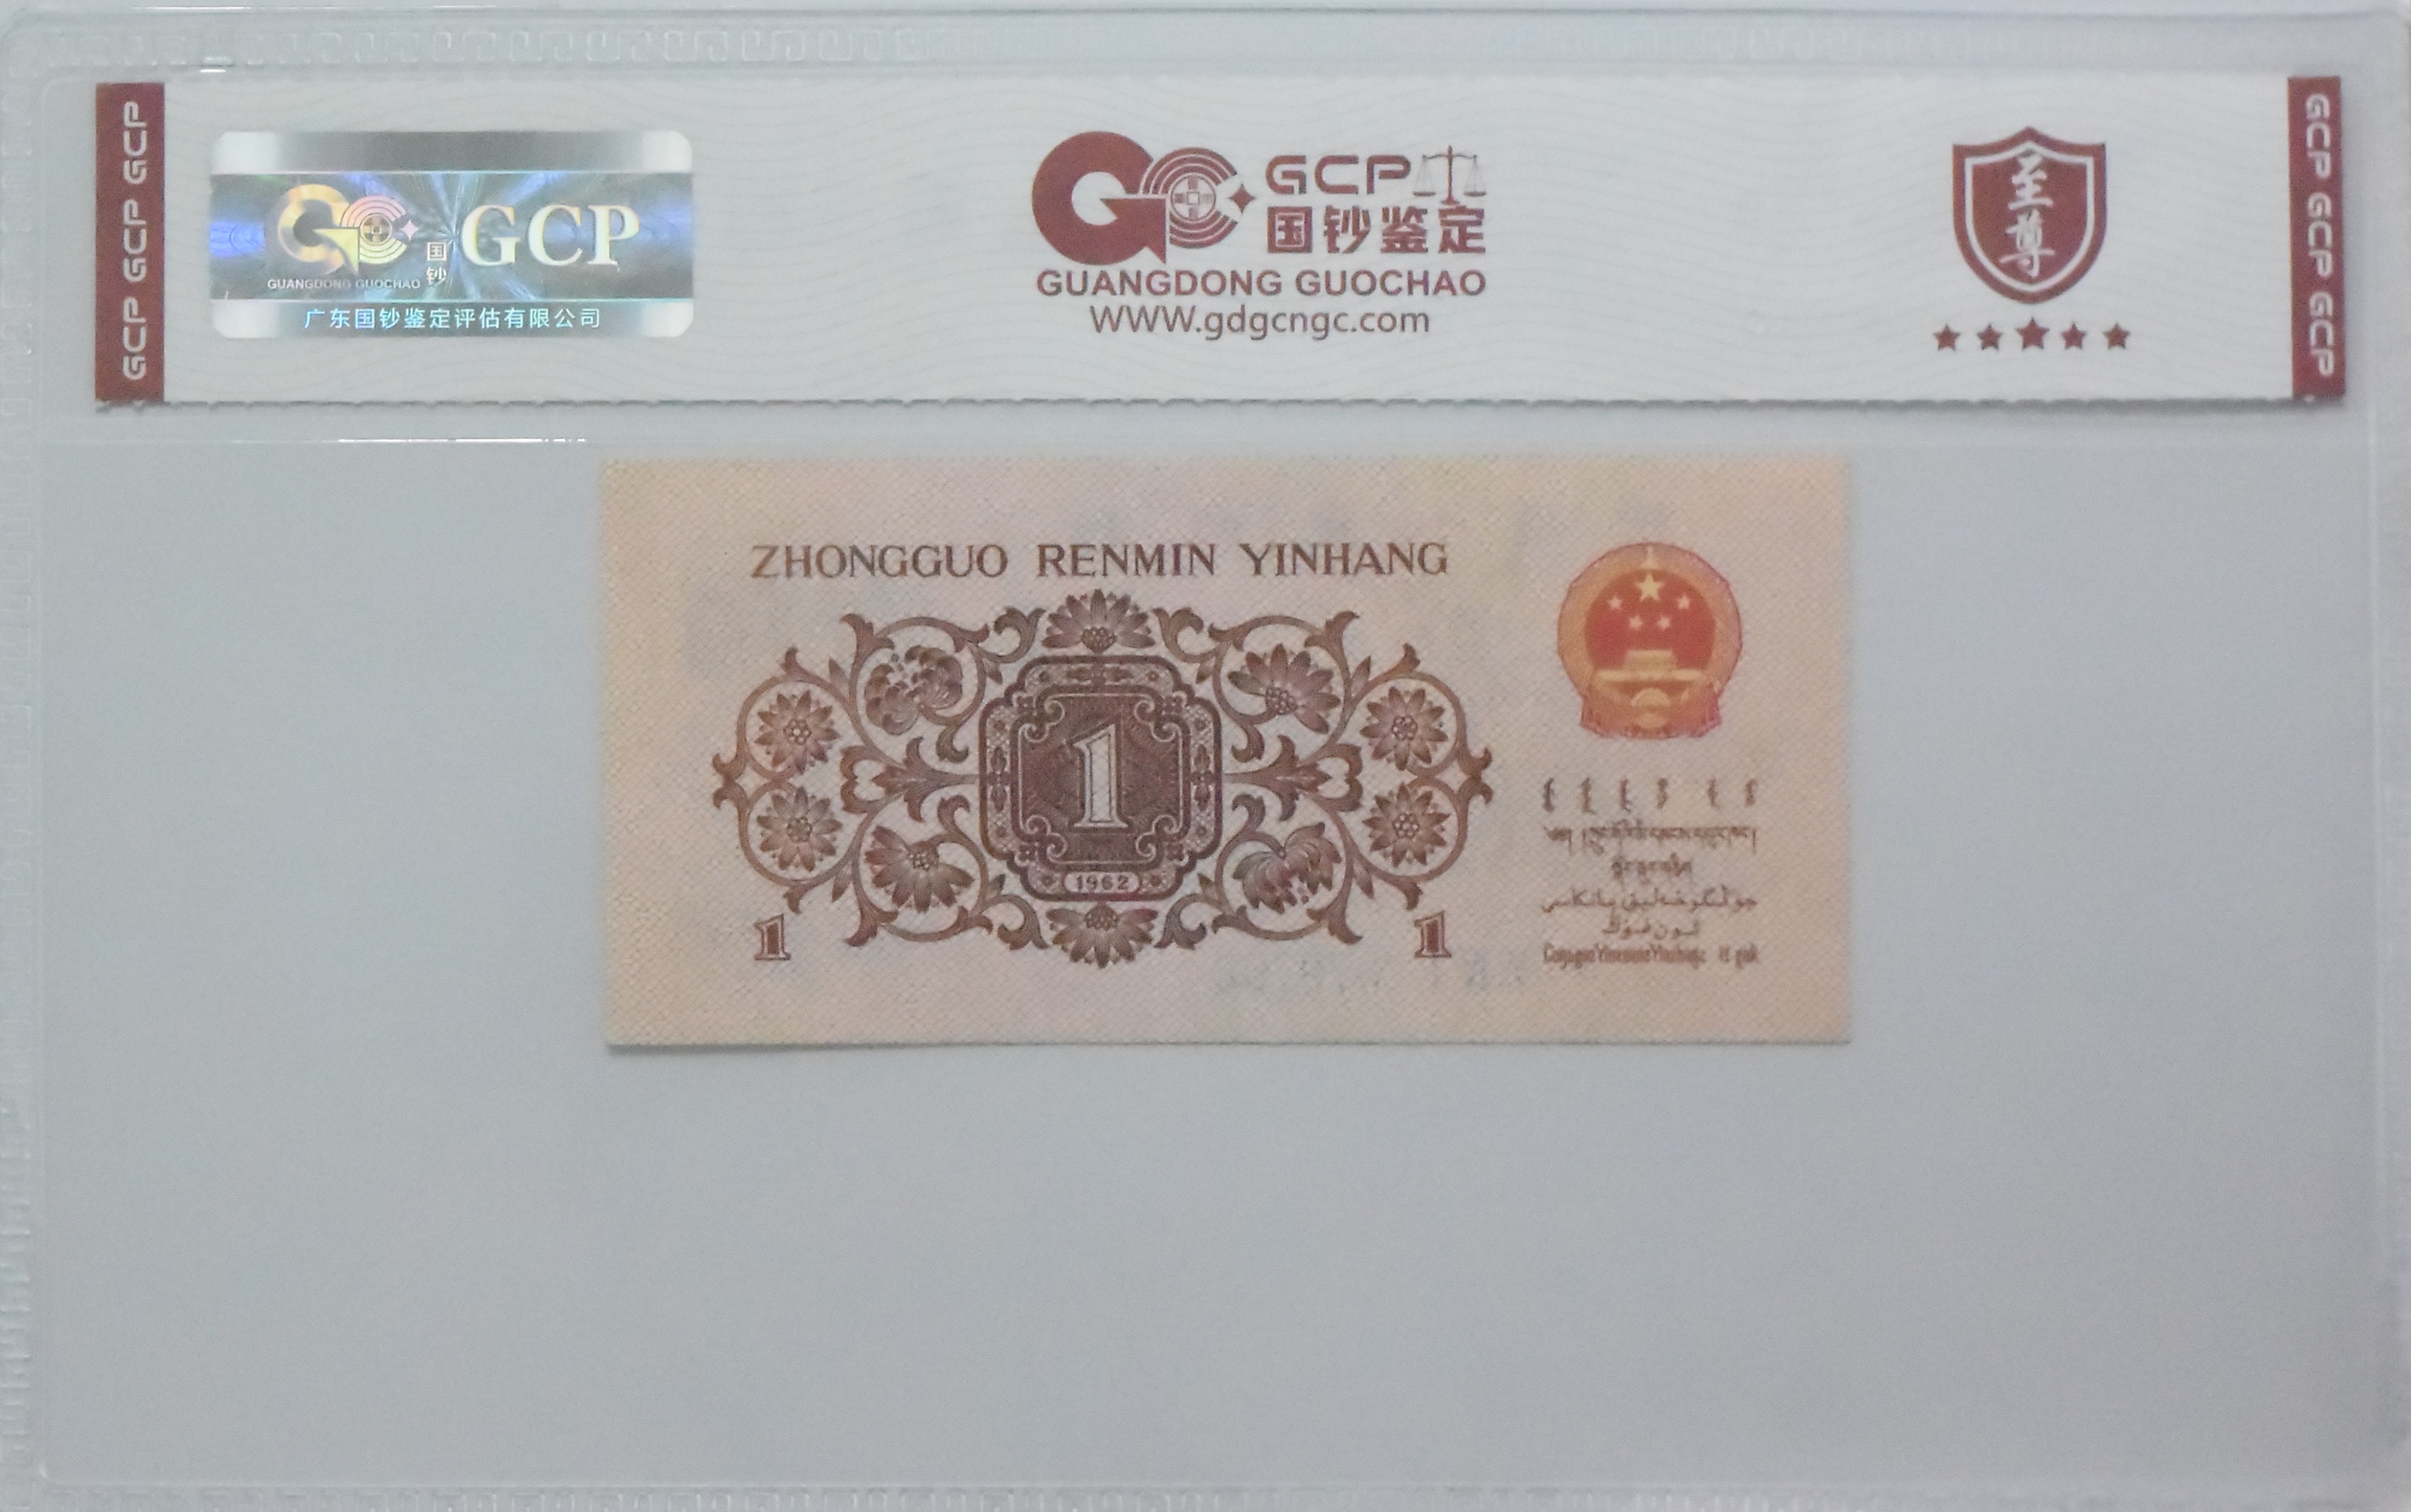 GCP GCP GCP
GUANGDONG GUOCHAO
国钞
GCP
广东国钞鉴定评估有限公司
GCP
国钞鉴定
GUANGDONG GUOCHAO
WWW.gdgcngc.com
至尊
GCP GCP GCP
ZHONGGUO RENMIN YINHANG
1
1962
1
1